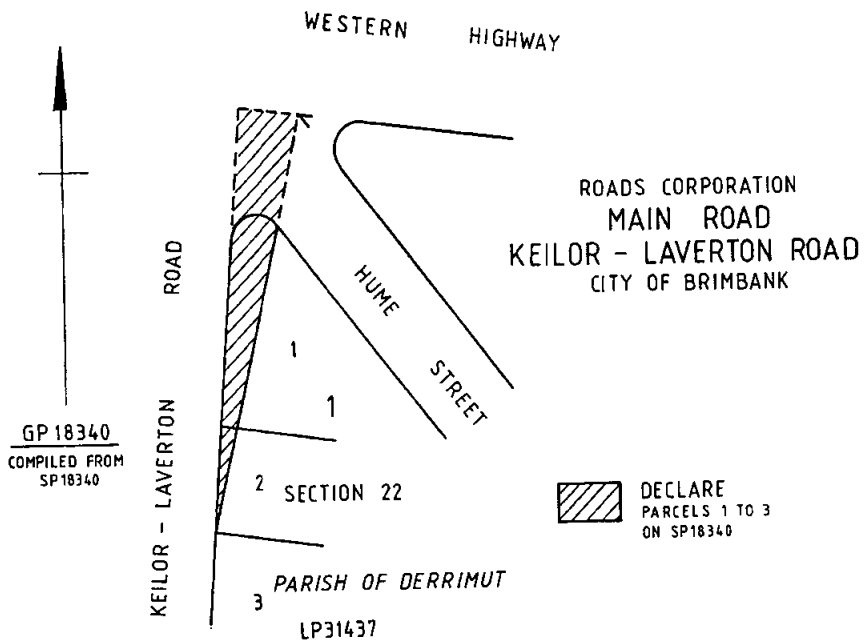 WESTERN HIGHWAY
ROADS CORPORATION
MAIN ROAD
KEILOR - LAVERTON ROAD
CITY OF BRIMBANK
KEILOR - LAVERTON ROAD
HUME STREET
1
1
GP 18340
COMPILED FROM
SP18340
2 SECTION 22
DECLARE
PARCELS 1 TO 3
ON SP18340
3 PARISH OF DERRIMUT
LP31437